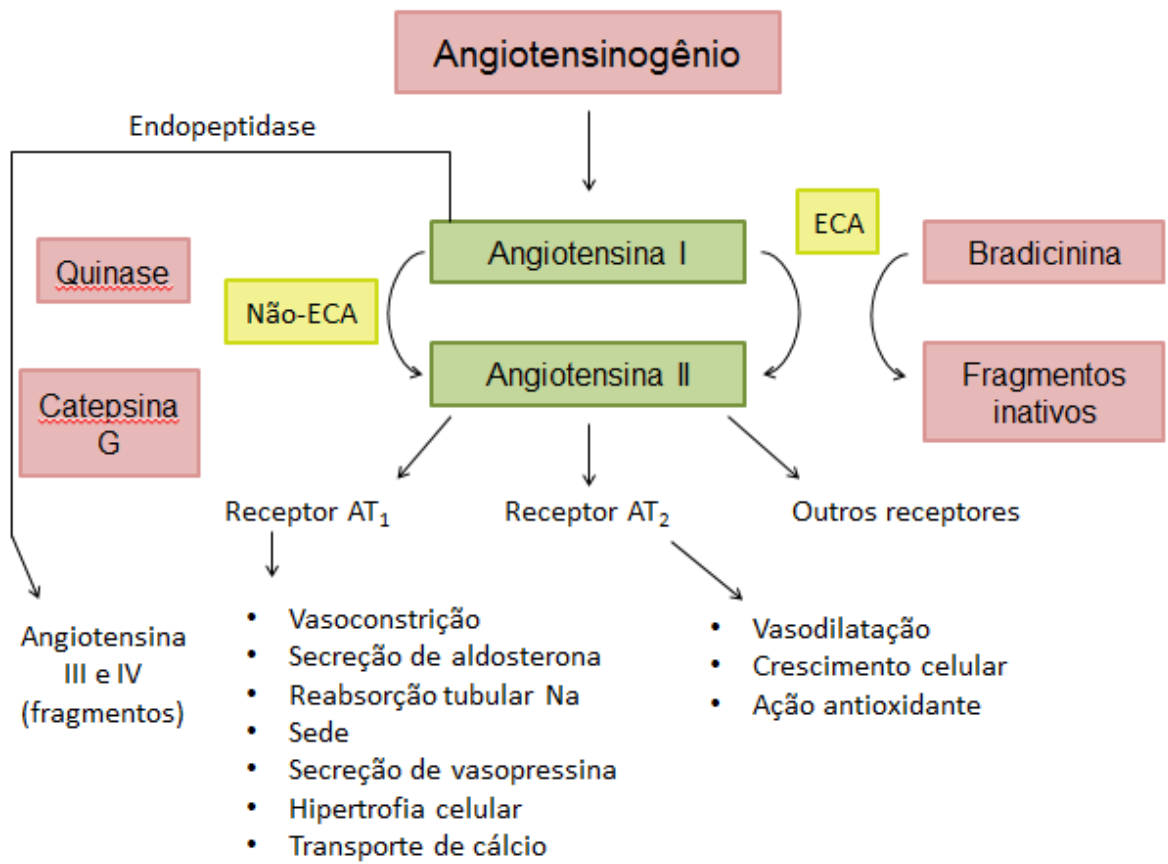 Angiotensinogênio
Endopeptidase
ECA
Angiotensina I
Bradicinina
Quinase
Não-ECA
Angiotensina II
Fragmentos
inativos
Catepsina
G
Receptor AT₁
Receptor AT₂
Outros receptores
Angiotensina
III e IV
(fragmentos)
• Vasoconstrição
• Secreção de aldosterona
• Reabsorção tubular Na
• Sede
• Secreção de vasopressina
• Hipertrofia celular
• Transporte de cálcio
• Vasodilatação
• Crescimento celular
• Ação antioxidante